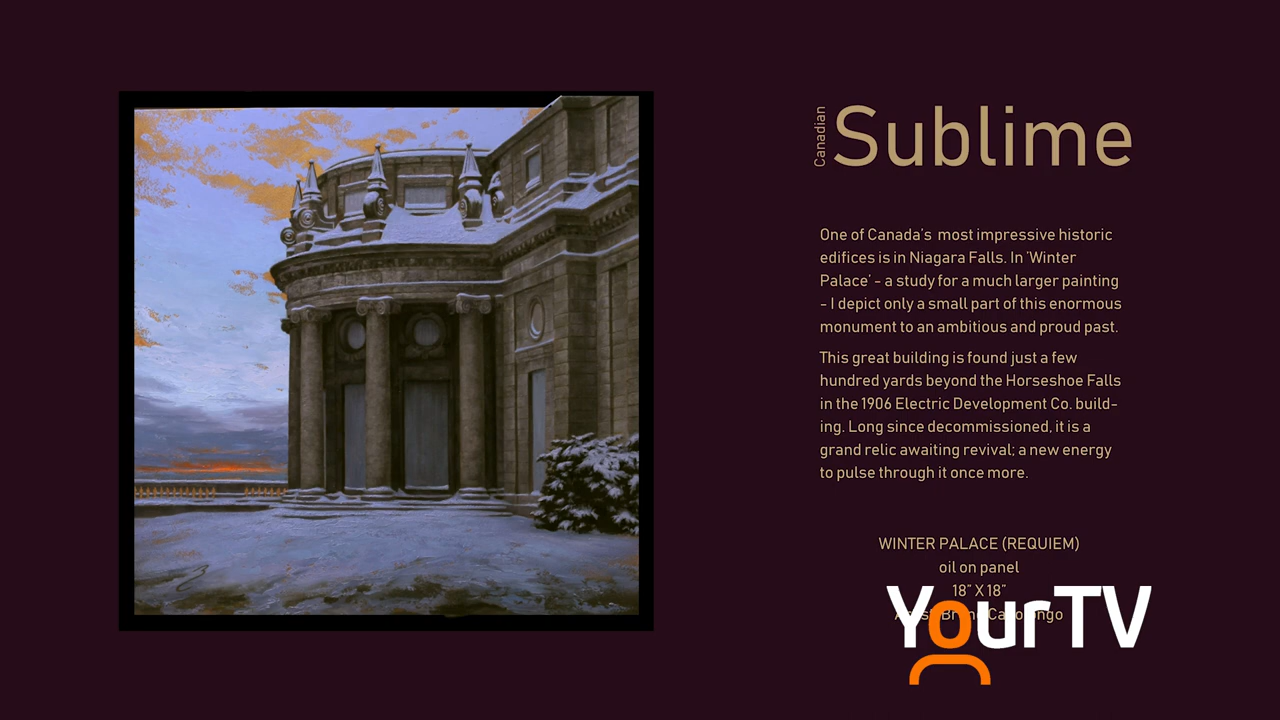 Canadian
Sublime
One of Canada's most impressive historic
edifices is in Niagara Falls. In 'Winter
Palace' - a study for a much larger painting
- I depict only a small part of this enormous
monument to an ambitious and proud past.
This great building is found just a few
hundred yards beyond the Horseshoe Falls
in the 1906 Electric Development Co. build-
ing. Long since decommissioned, it is a
grand relic awaiting revival; a new energy
to pulse through it once more.
WINTER PALACE (REQUIEM)
oil on panel
18" X 18"
YourTV